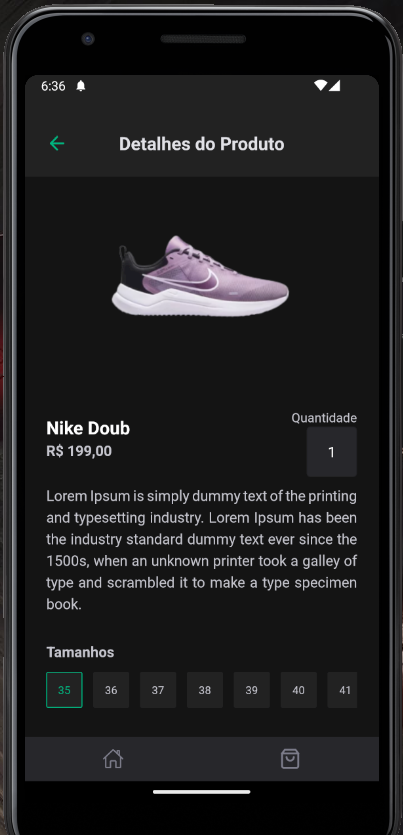 6:36
Detalhes do Produto
Quantidade
Nike Doub
R$ 199,00
1
Lorem Ipsum is simply dummy text of the printing
and typesetting industry. Lorem Ipsum has been
the industry standard dummy text ever since the
1500s, when an unknown printer took a galley of
type and scrambled it to make a type specimen
book.
Tamanhos
35 36 37 38 39 40 41